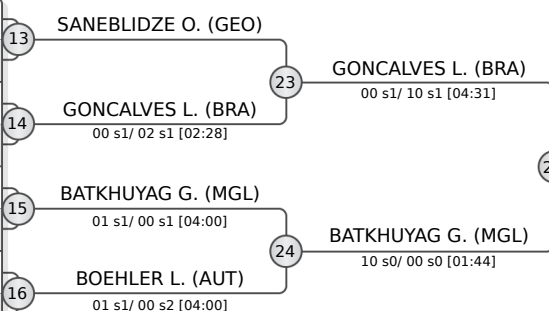 SANEBLIDZE O. (GEO)
13
GONCALVES L. (BRA)
23
00 s1/ 10 s1 [04:31]
GONCALVES L. (BRA)
14
00 s1/ 02 s1 [02:28]
BATKHUYAG G. (MGL)
15
01 s1/ 00 s1 [04:00]
BATKHUYAG G. (MGL)
24
10 s0/ 00 s0 [01:44]
BOEHLER L. (AUT)
16
01 s1/ 00 s2 [04:00]